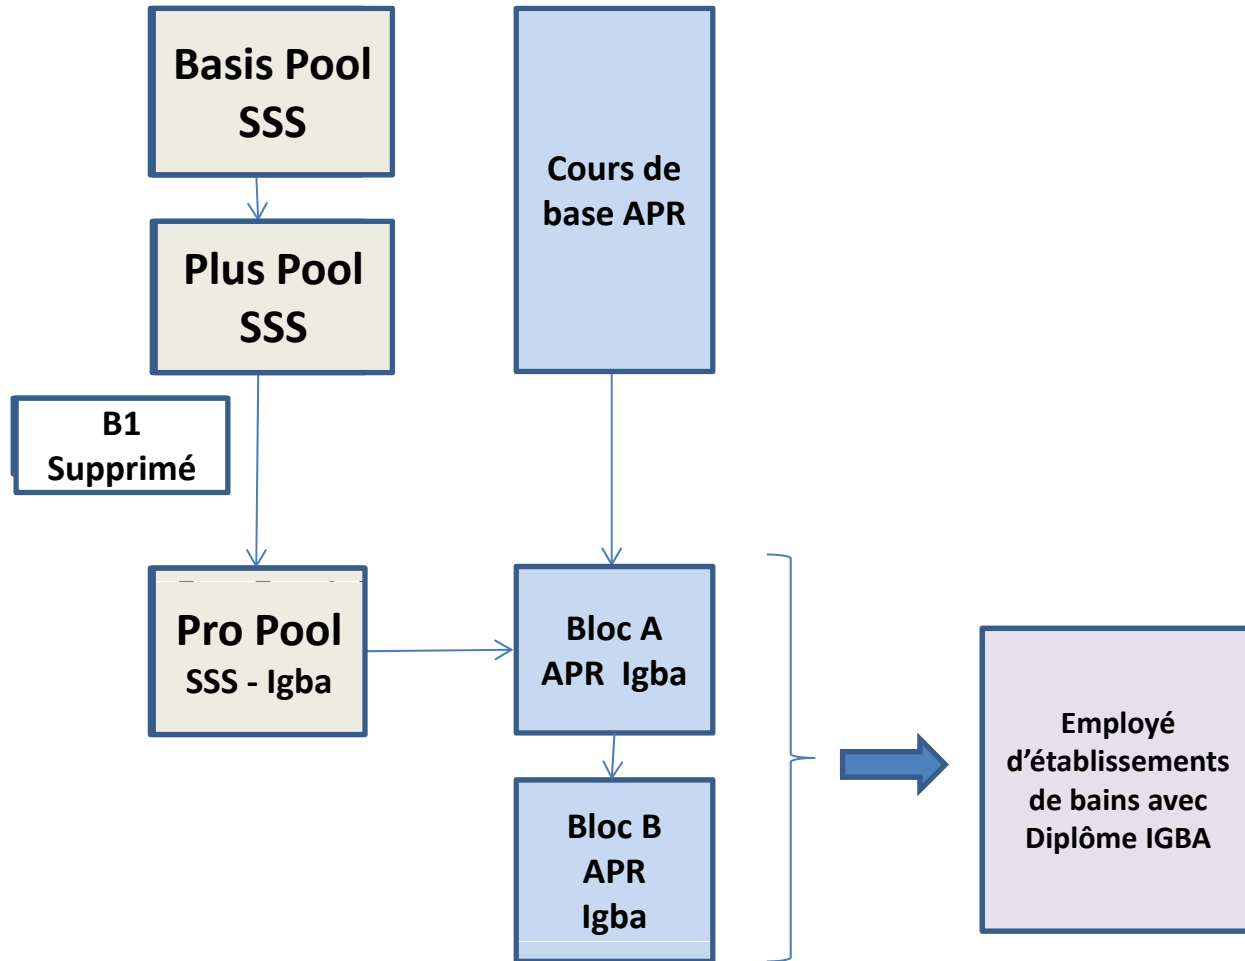 Basis Pool
SSS
Cours de
base APR
Plus Pool
SSS
B1
Supprimé
Pro Pool
SSS - Igba
Bloc A
APR Igba
Bloc B
APR
Igba
Employé
d’établissements
de bains avec
Diplôme IGBA